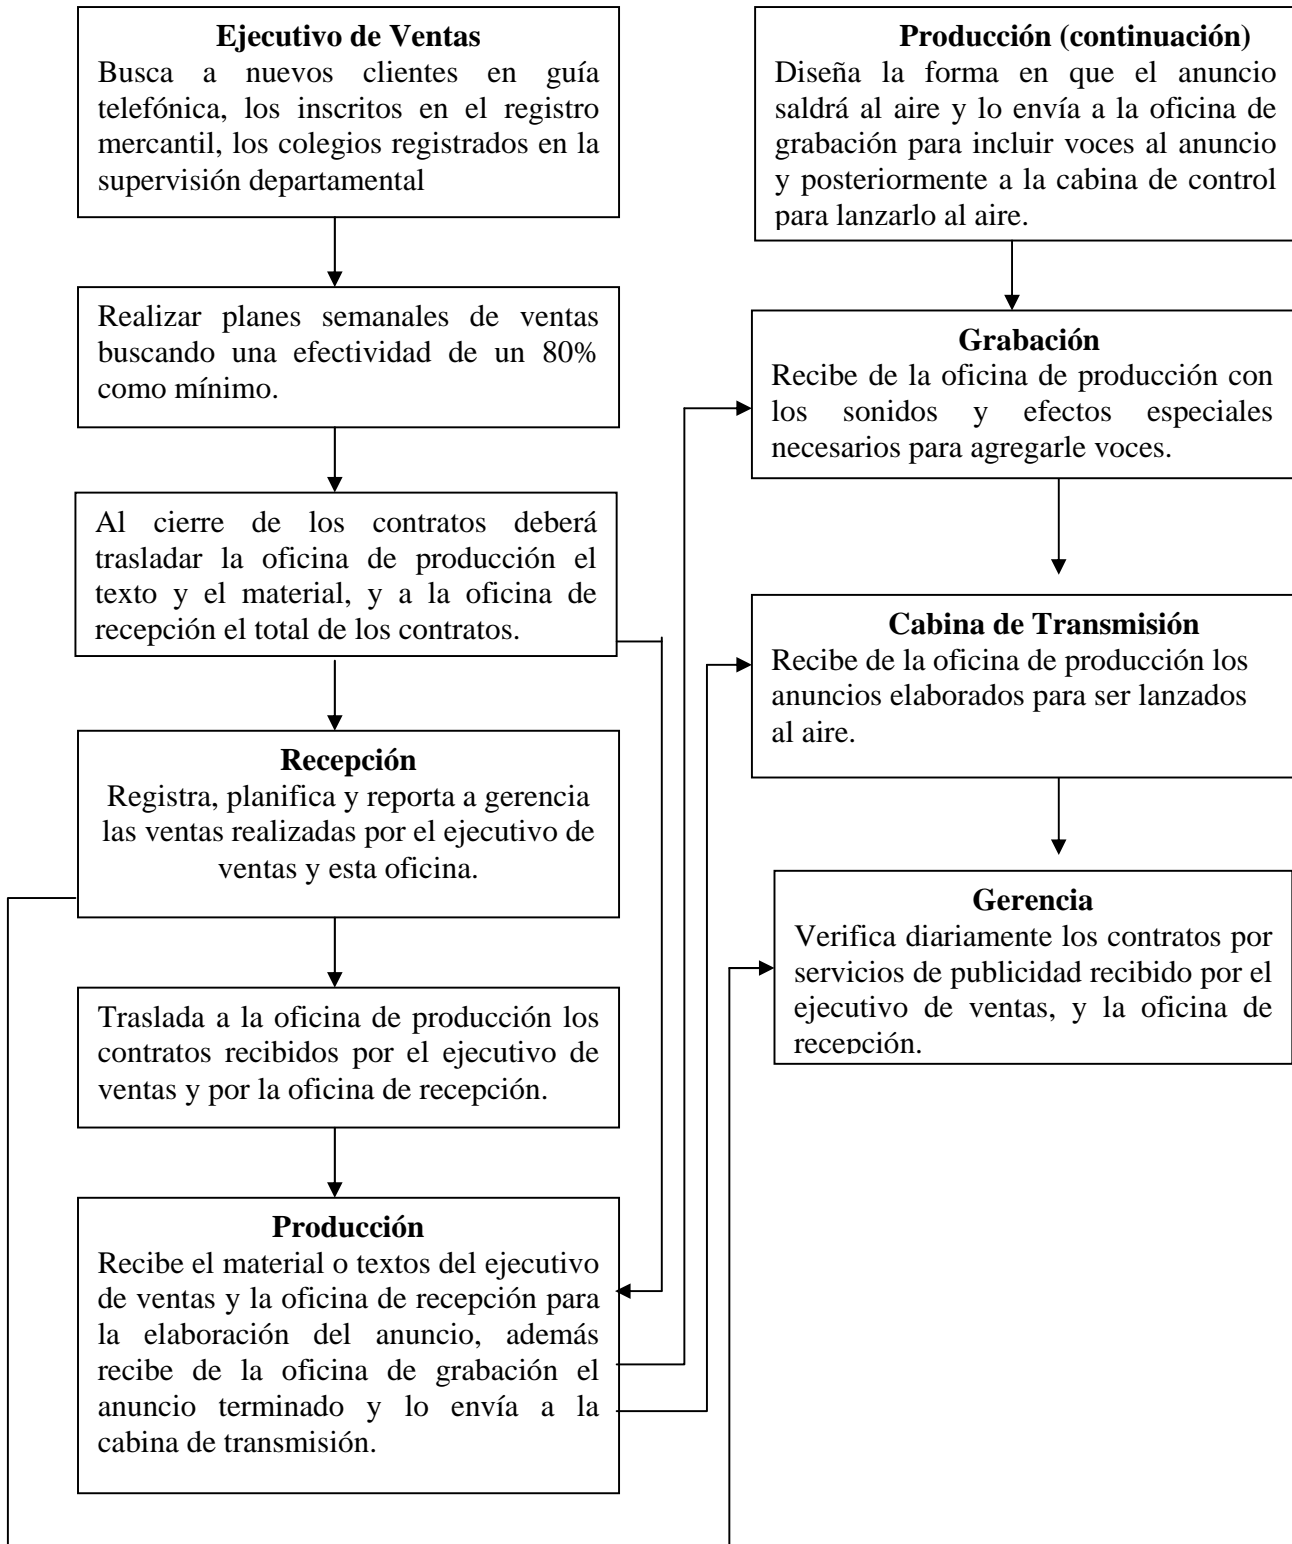 Ejecutivo de Ventas
Busca a nuevos clientes en guía
telefónica, los inscritos en el registro
mercantil, los colegios registrados en la
supervisión departamental
Realizar planes semanales de ventas
buscando una efectividad de un 80%
como mínimo.
Al cierre de los contratos deberá
trasladar la oficina de producción el
texto y el material, y a la oficina de
recepción el total de los contratos.
Recepción
Registra, planifica y reporta a gerencia
las ventas realizadas por el ejecutivo de
ventas y esta oficina.
Traslada a la oficina de producción los
contratos recibidos por el ejecutivo de
ventas y por la oficina de recepción.
Producción
Recibe el material o textos del ejecutivo
de ventas y la oficina de recepción para
la elaboración del anuncio, además
recibe de la oficina de grabación el
anuncio terminado y lo envía a la
cabina de transmisión.
Producción (continuación)
Diseña la forma en que el anuncio
saldrá al aire y lo envía a la oficina de
grabación para incluir voces al anuncio
y posteriormente a la cabina de control
para lanzarlo al aire.
Grabación
Recibe de la oficina de producción con
los sonidos y efectos especiales
necesarios para agregarle voces.
Cabina de Transmisión
Recibe de la oficina de producción los
anuncios elaborados para ser lanzados
al aire.
Gerencia
Verifica diariamente los contratos por
servicios de publicidad recibido por el
ejecutivo de ventas, y la oficina de
recepción.